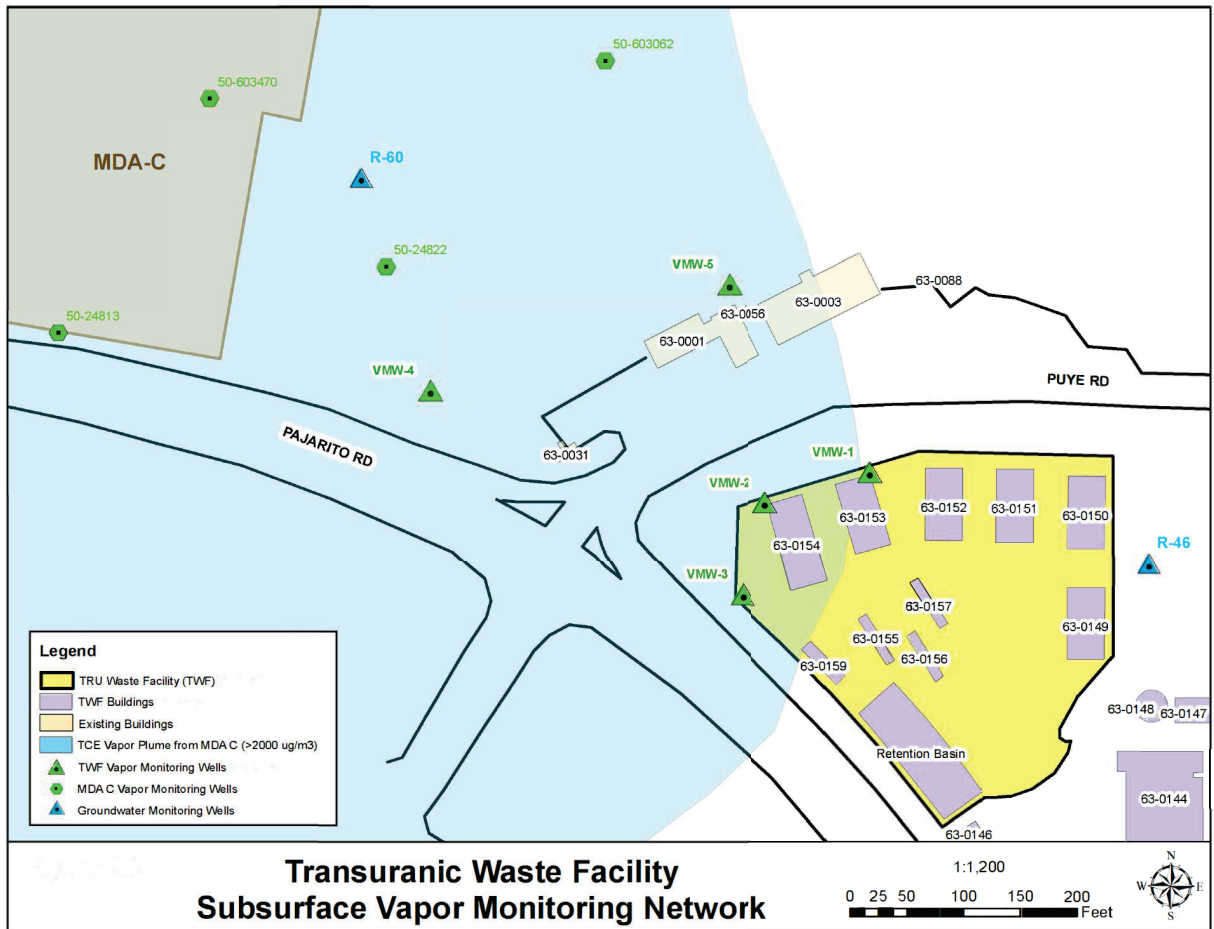 50-603062
50-603470
MDA-C
R-60
50-24822
VMW-5
63-0088
63-0003
63-0056
50-24813
63-0001
VMW-4
PUYE RD
PAJARITO RD
63-0031
VMW-1
VMW-2
63-0152
63-0151
63-0150
63-0153
63-0154
R-46
VMW-3
63-0157
63-0149
63-0155
63-0156
63-0159
63-0148
63-0147
Retention Basin
63-0144
63-0146
Legend
TRU Waste Facility (TWF)
TWF Buildings
Existing Buildings
TCE Vapor Plume from MDA C (>2000 ug/m3)
TWF Vapor Monitoring Wells
MDA C Vapor Monitoring Wells
Groundwater Monitoring Wells
Transuranic Waste Facility
Subsurface Vapor Monitoring Network
1:1,200
0 25 50 100 150 200
Feet
N
W E
S